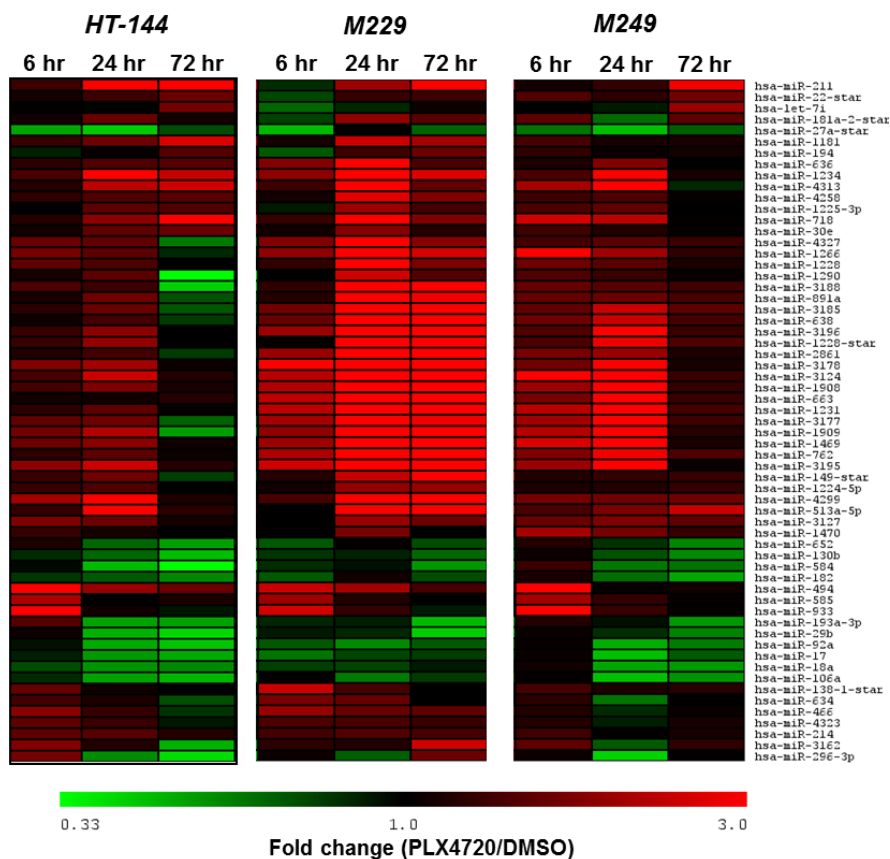 HT-144 M229 M249
6 hr 24 hr 72 hr 6 hr 24 hr 72 hr 6 hr 24 hr 72 hr
hsa-miR-211
hsa-miR-22-star
hsa-let-7i
hsa-miR-181a-2-star
hsa-miR-27a-star
hsa-miR-1181
hsa-miR-194
hsa-miR-636
hsa-miR-1234
hsa-miR-4313
hsa-miR-4258
hsa-miR-1225-3p
hsa-miR-718
hsa-miR-30e
hsa-miR-4327
hsa-miR-1266
hsa-miR-1228
hsa-miR-1290
hsa-miR-3188
hsa-miR-891a
hsa-miR-3185
hsa-miR-638
hsa-miR-3196
hsa-miR-1228-star
hsa-miR-2861
hsa-miR-3178
hsa-miR-3124
hsa-miR-1908
hsa-miR-663
hsa-miR-1231
hsa-miR-3177
hsa-miR-1909
hsa-miR-1469
hsa-miR-762
hsa-miR-3195
hsa-miR-149-star
hsa-miR-1224-5p
hsa-miR-4299
hsa-miR-513a-5p
hsa-miR-3127
hsa-miR-1470
hsa-miR-652
hsa-miR-130b
hsa-miR-584
hsa-miR-182
hsa-miR-494
hsa-miR-585
hsa-miR-933
hsa-miR-193a-3p
hsa-miR-29b
hsa-miR-92a
hsa-miR-17
hsa-miR-18a
hsa-miR-106a
hsa-miR-138-1-star
hsa-miR-634
hsa-miR-466
hsa-miR-4323
hsa-miR-214
hsa-miR-3162
hsa-miR-296-3p
0.33 1.0 3.0
Fold change (PLX4720/DMSO)